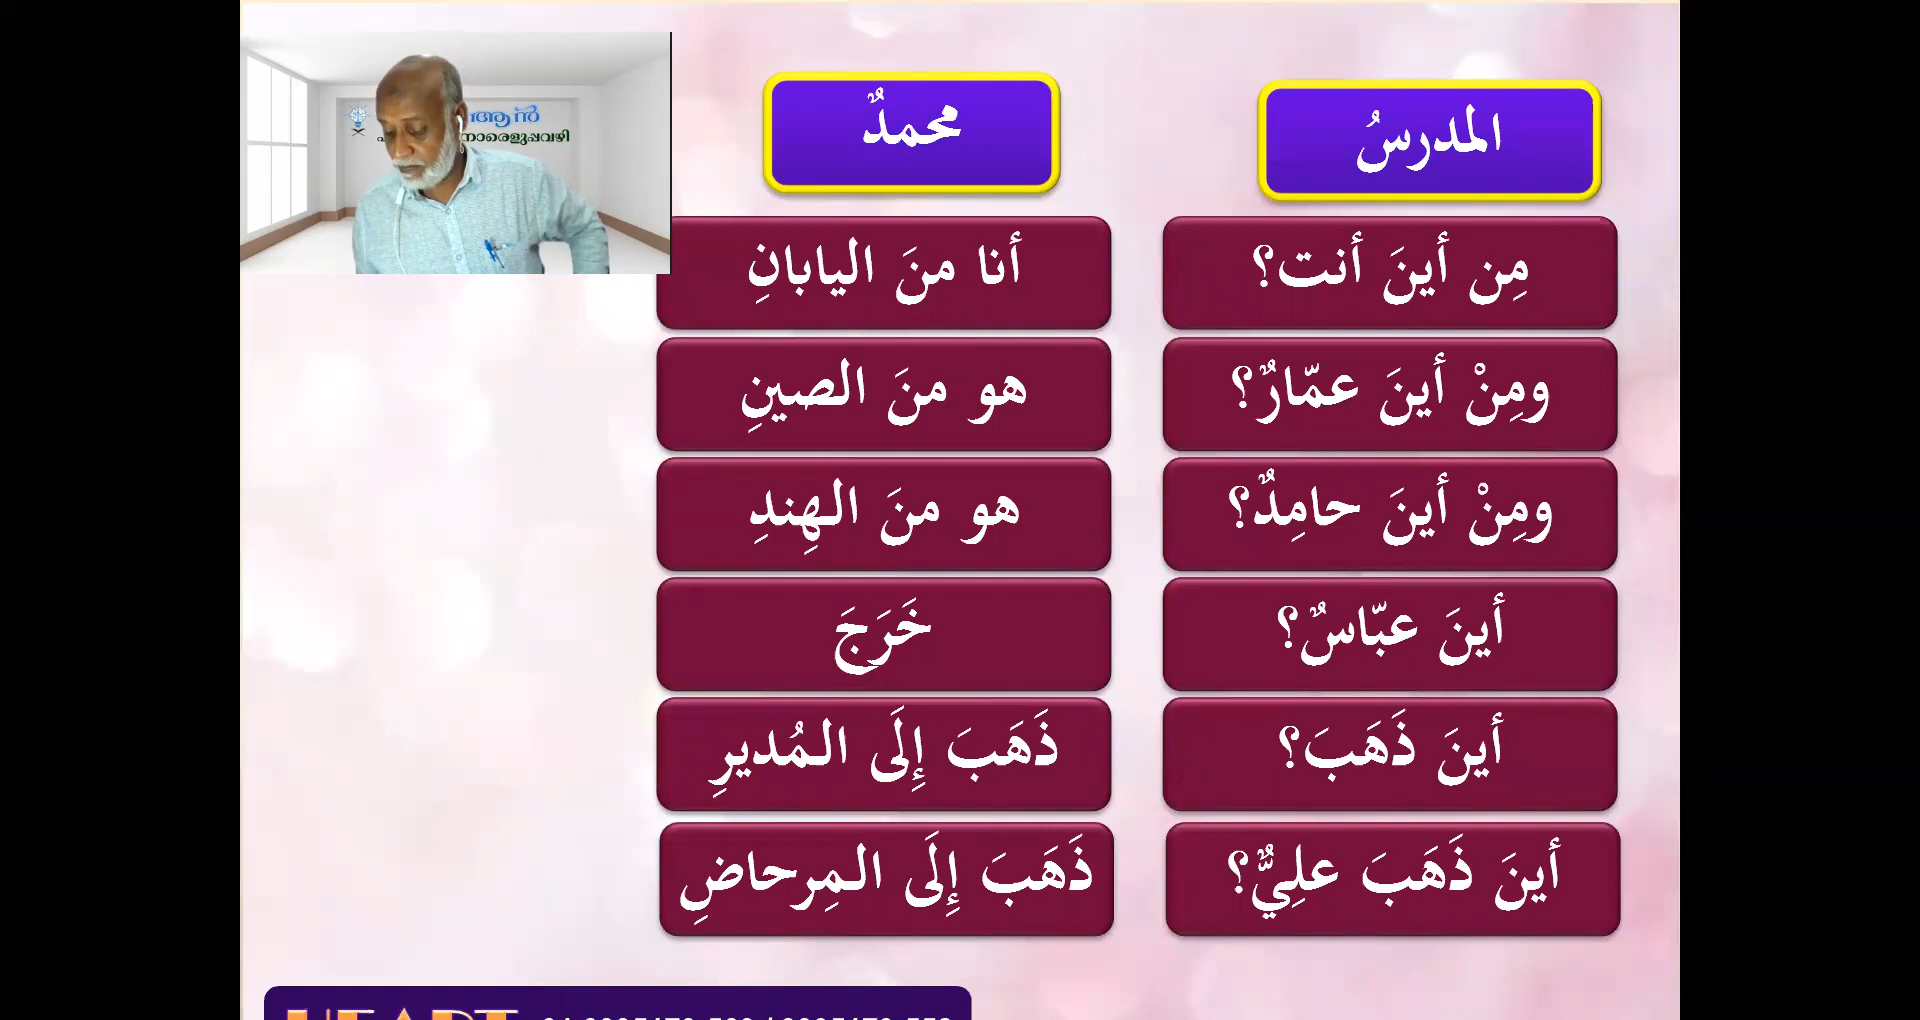 المدرسُ
محمدٌ
مِن أينَ أنت؟
أنا منَ اليابانِ
ومِنْ أينَ عمّارٌ؟
هو منَ الصينِ
ومِنْ أينَ حامِدٌ؟
هو منَ الهِندِ
أينَ عبّاسٌ؟
خَرَجَ
أينَ ذَهَبَ؟
ذَهَبَ إِلَى المُديرِ
أينَ ذَهَبَ علِيٌّ؟
ذَهَبَ إِلَى المِرحاضِ